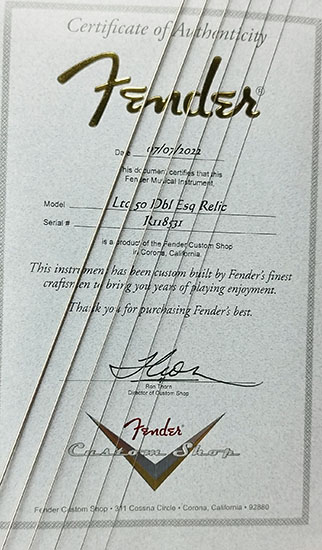 Certificate of Authenticity
Fender®
Date 07/07/2022
This document certifies that this
Fender Musical Instrument
Model Ltd 50 Dbl Esq Relic
Serial # R118531
is a product of the Fender Custom Shop
in Corona, California.
This instrument has been custom built by Fender's finest
craftsmen to bring you years of playing enjoyment.
Thank you for purchasing Fender's best.
Ron Thorn
Director of Custom Shop
Fender
Custom Shop
Fender Custom Shop • 311 Cessna Circle • Corona, California • 92880